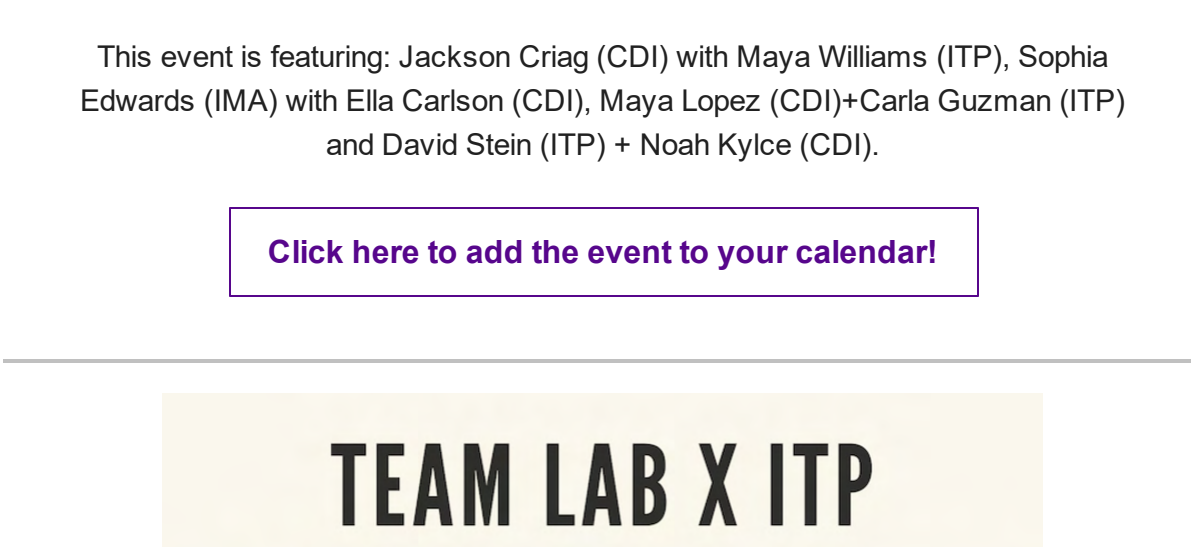 This event is featuring: Jackson Criag (CDI) with Maya Williams (ITP), Sophia
Edwards (IMA) with Ella Carlson (CDI), Maya Lopez (CDI)+Carla Guzman (ITP)
and David Stein (ITP) + Noah Kylce (CDI).
Click here to add the event to your calendar!
TEAM LAB X ITP